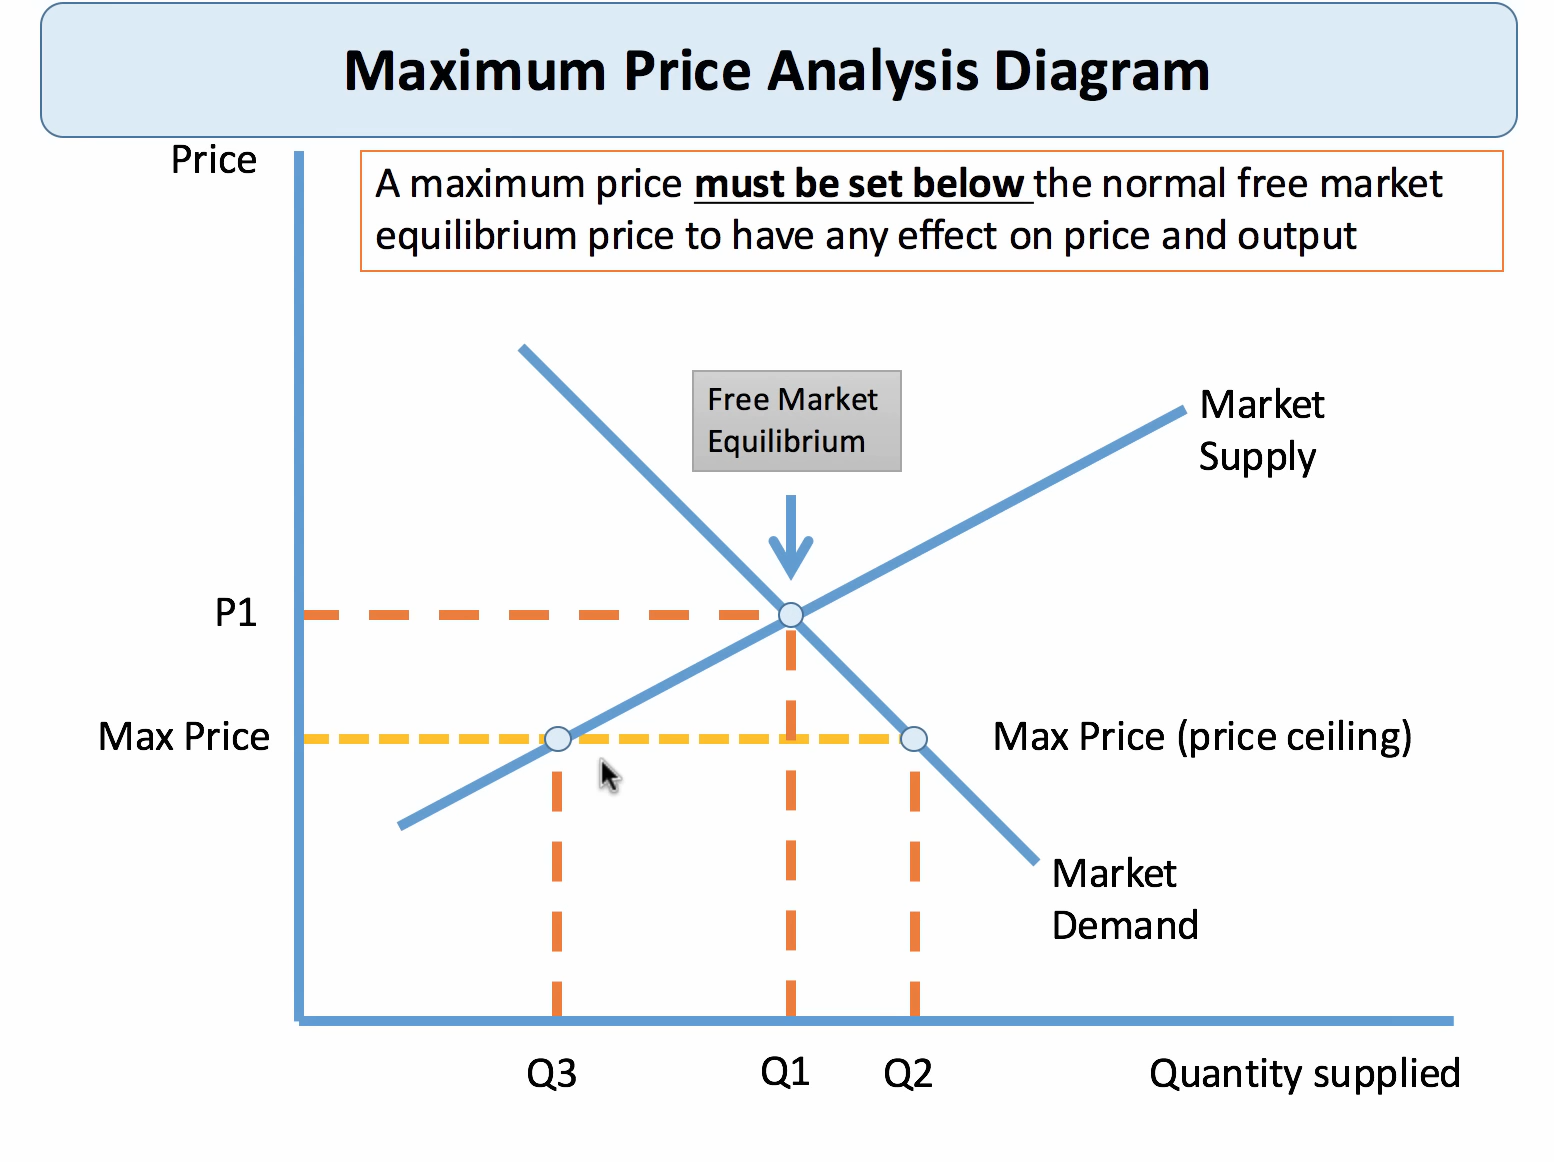 Maximum Price Analysis Diagram
Price
A maximum price must be set below the normal free market
equilibrium price to have any effect on price and output
Free Market
Equilibrium
Market
Supply
P1
Max Price
Max Price (price ceiling)
Market
Demand
Q3
Q1
Q2
Quantity supplied